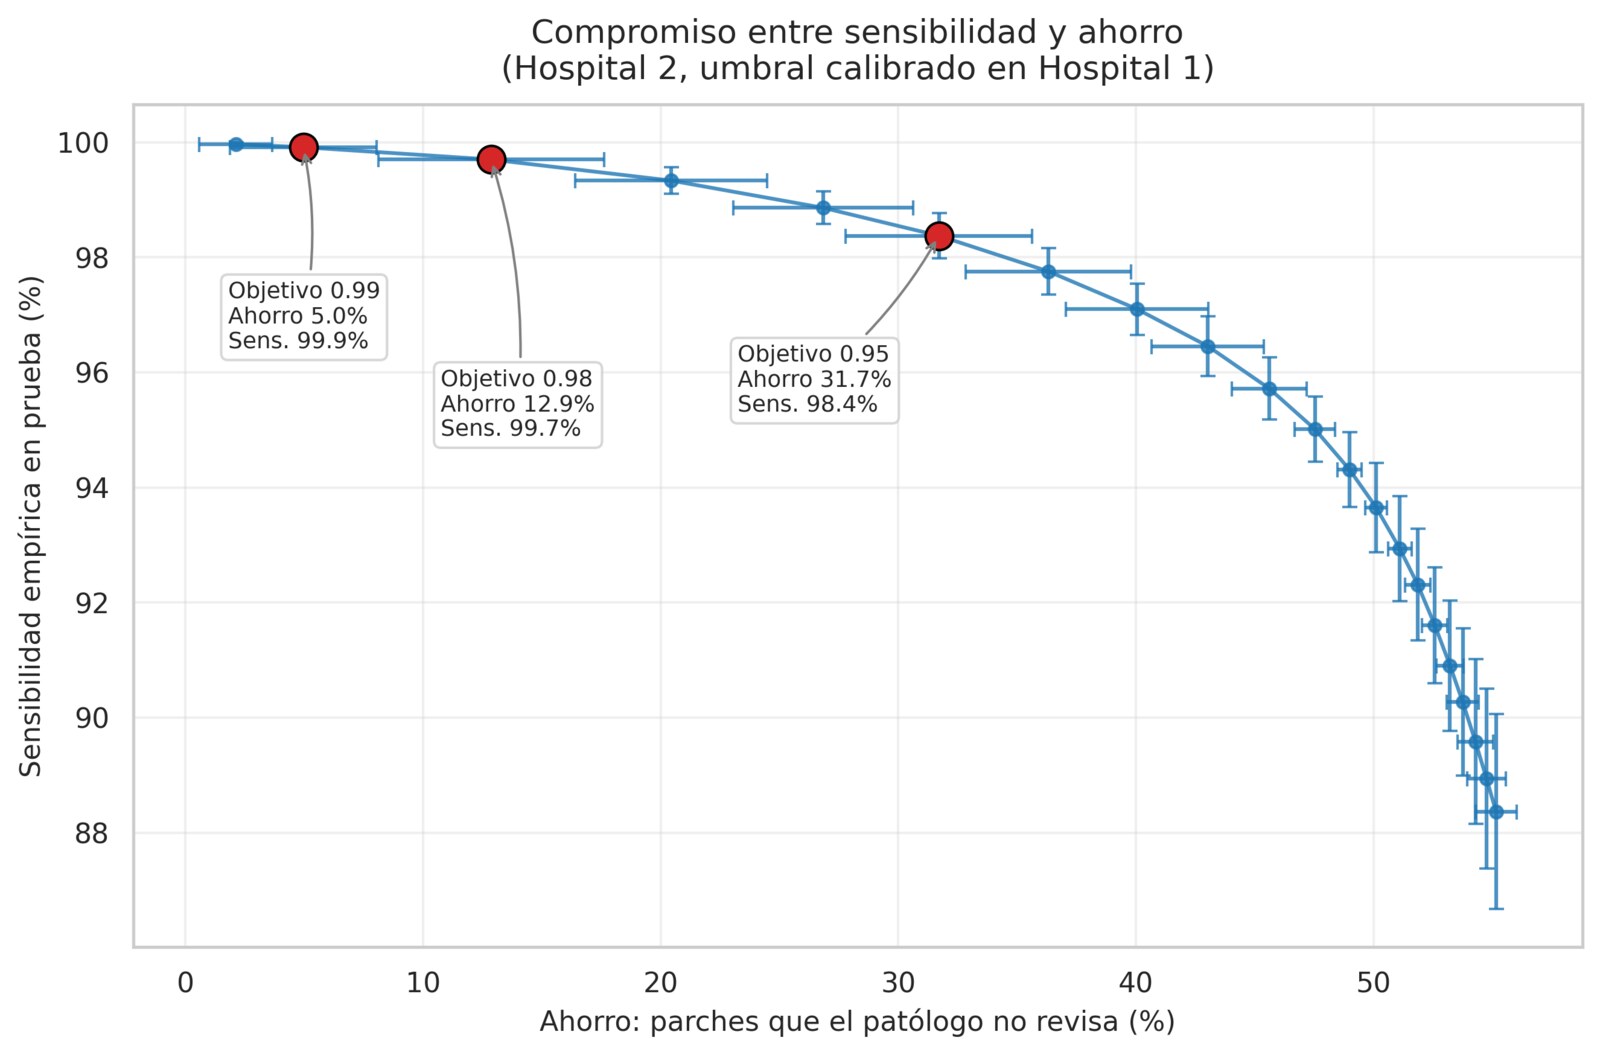 Compromiso entre sensibilidad y ahorro
(Hospital 2, umbral calibrado en Hospital 1)
Sensibilidad empírica en prueba (%)
100
98
96
94
92
90
88
Objetivo 0.99
Ahorro 5.0%
Sens. 99.9%
Objetivo 0.98
Ahorro 12.9%
Sens. 99.7%
Objetivo 0.95
Ahorro 31.7%
Sens. 98.4%
0
10
20
30
40
50
Ahorro: parches que el patólogo no revisa (%)